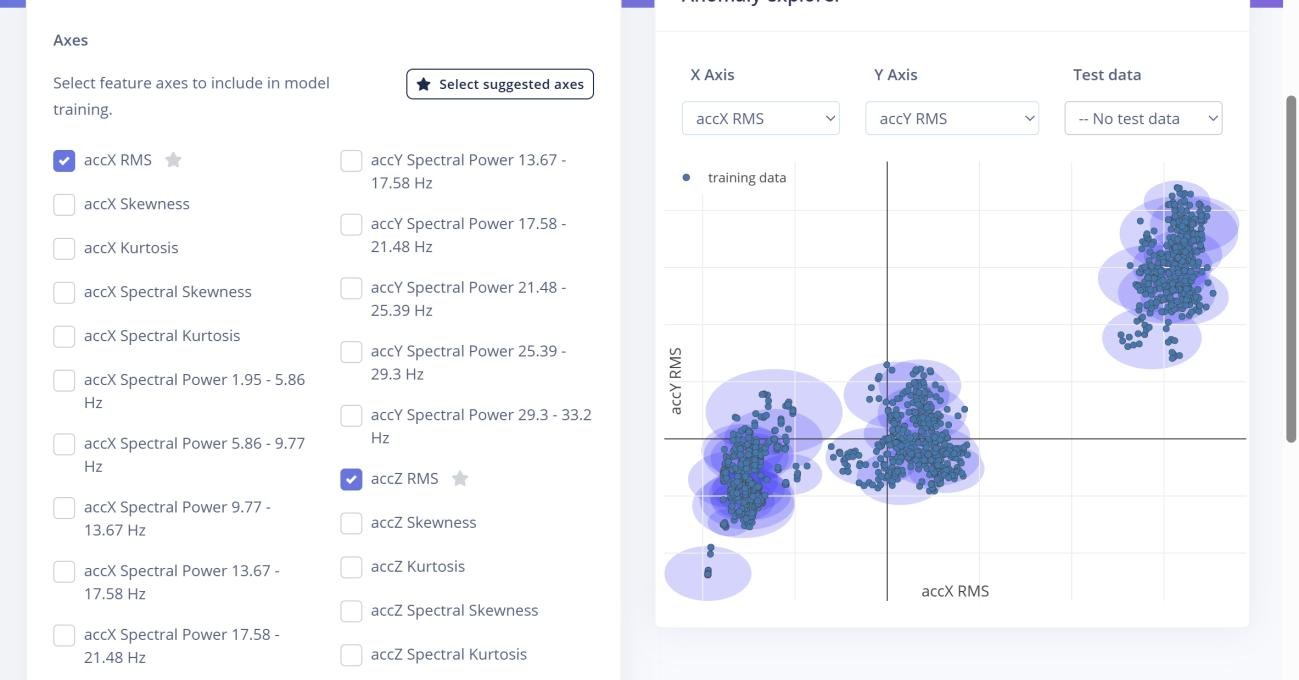 Axes
Select feature axes to include in model
training.
Select suggested axes
accX RMS
accX Skewness
accX Kurtosis
accX Spectral Skewness
accX Spectral Kurtosis
accX Spectral Power 1.95 - 5.86
Hz
accX Spectral Power 5.86 - 9.77
Hz
accX Spectral Power 9.77 -
13.67 Hz
accX Spectral Power 13.67 -
17.58 Hz
accX Spectral Power 17.58 -
21.48 Hz
accY Spectral Power 13.67 -
17.58 Hz
accY Spectral Power 17.58 -
21.48 Hz
accY Spectral Power 21.48 -
25.39 Hz
accY Spectral Power 25.39 -
29.3 Hz
accY Spectral Power 29.3 - 33.2
Hz
accZ RMS
accZ Skewness
accZ Kurtosis
accZ Spectral Skewness
accZ Spectral Kurtosis
Anomaly explorer
X Axis
Y Axis
Test data
accX RMS
accY RMS
-- No test data
training data
accY RMS
accX RMS